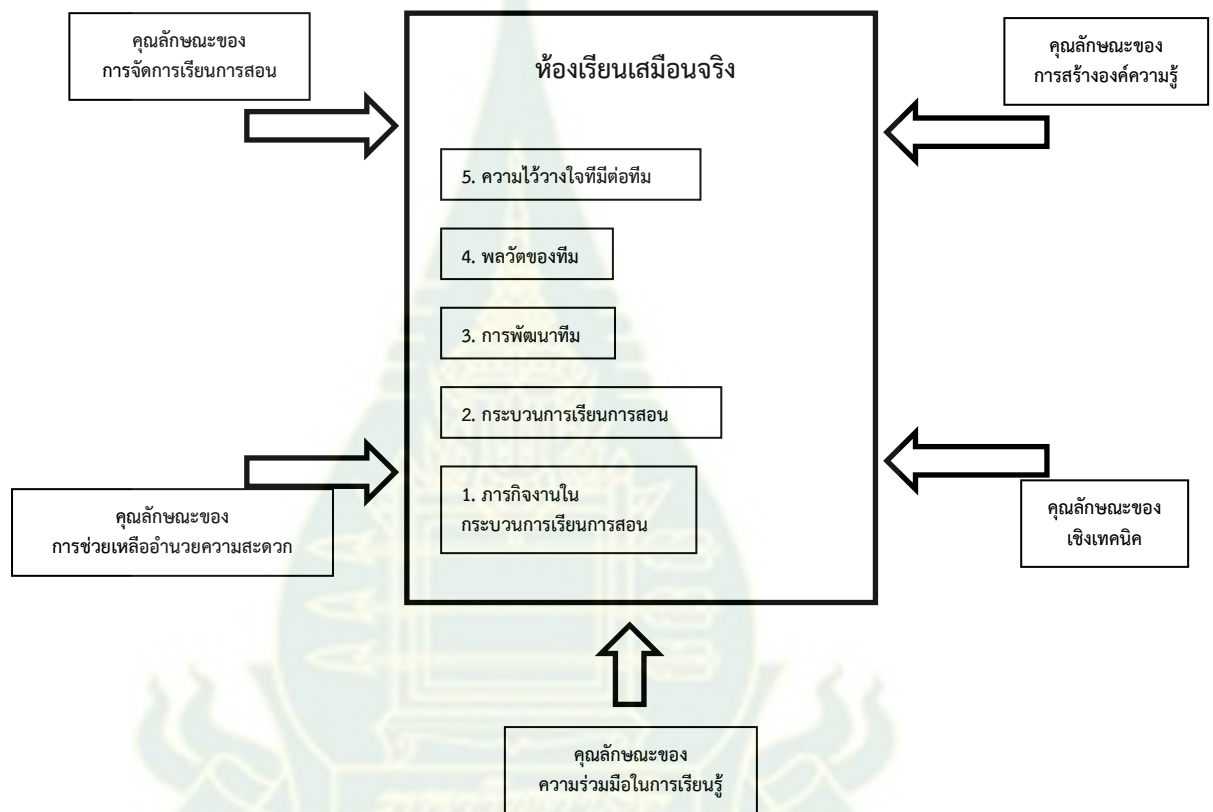 คุณลักษณะของ
การจัดการเรียนการสอน
ห้องเรียนเสมือนจริง
คุณลักษณะของ
การสร้างองค์ความรู้
5. ความไว้วางใจทีมีต่อทีม
4. พลวัตของทีม
3. การพัฒนาทีม
2. กระบวนการเรียนการสอน
1. ภารกิจงานใน
กระบวนการเรียนการสอน
คุณลักษณะของ
การช่วยเหลืออำนวยความสะดวก
คุณลักษณะของ
เชิงเทคนิค
คุณลักษณะของ
ความร่วมมือในการเรียนรู้